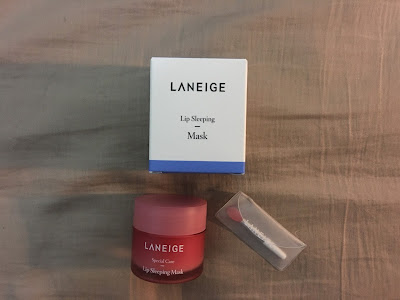 LANEIGE
Lip Sleeping
Mask
LANEIGE
Special Care
Lip Sleeping Mask